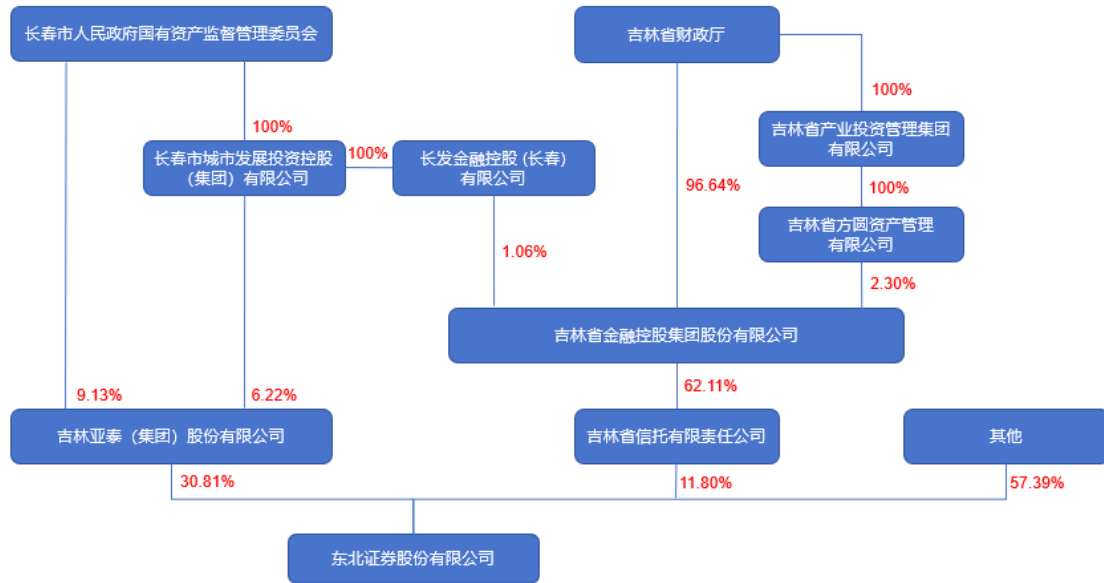 长春市人民政府国有资产监督管理委员会
吉林省财政厅
100%
吉林省产业投资管理集团
有限公司
100%
长春市城市发展投资控股
（集团）有限公司
100%
长发金融控股 (长春)
有限公司
96.64%
100%
吉林省方圆资产管理
有限公司
1.06%
2.30%
吉林省金融控股集团股份有限公司
9.13%
6.22%
62.11%
吉林亚泰（集团）股份有限公司
吉林省信托有限责任公司
其他
30.81%
11.80%
57.39%
东北证券股份有限公司